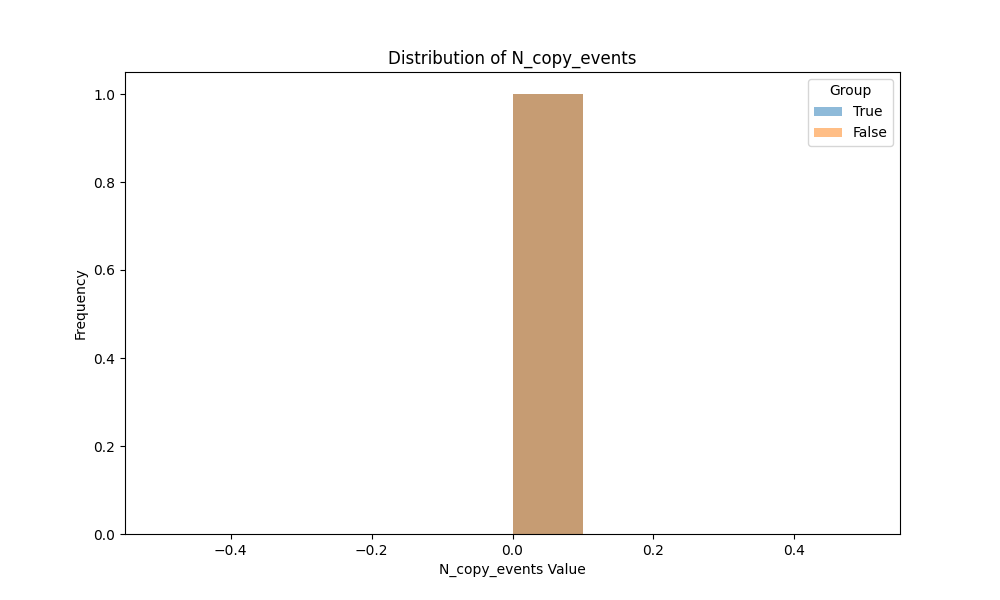 Distribution of N_copy_events
Group
True
False
1.0
0.8
0.6
0.4
0.2
0.0
Frequency
−0.4
−0.2
0.0
0.2
0.4
N_copy_events Value